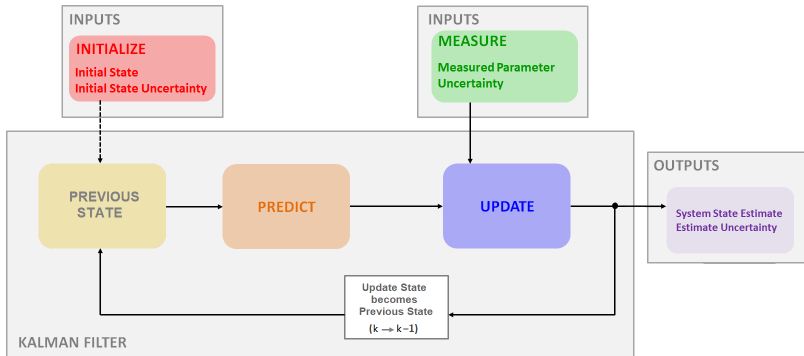 INPUTS
INITIALIZE
Initial State
Initial State Uncertainty
INPUTS
MEASURE
Measured Parameter
Uncertainty
PREVIOUS
STATE
PREDICT
UPDATE
OUTPUTS
System State Estimate
Estimate Uncertainty
Update State
becomes
Previous State
(k → k-1)
KALMAN FILTER